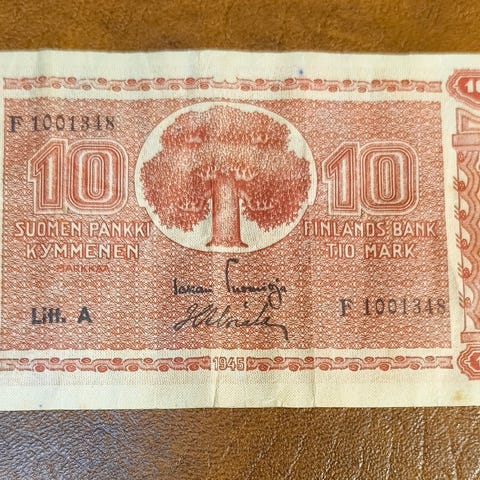 F 1001348
10 10
SUOMEN PANKKI FINLANDS BANK
KYMMENEN TIO MARK
MARKKAA
Litt. A
F 1001348
1945